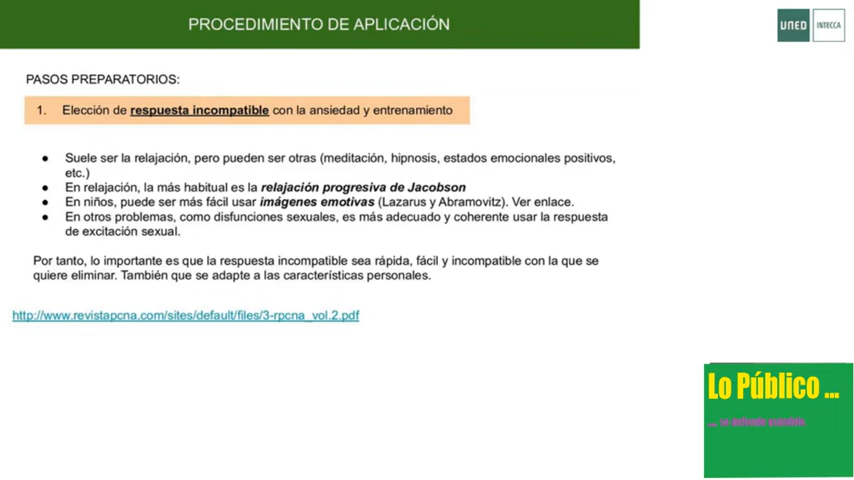 PROCEDIMIENTO DE APLICACIÓN
UNED
INTECCA
PASOS PREPARATORIOS:
1. Elección de respuesta incompatible con la ansiedad y entrenamiento
● Suele ser la relajación, pero pueden ser otras (meditación, hipnosis, estados emocionales positivos,
etc.)
● En relajación, la más habitual es la relajación progresiva de Jacobson
● En niños, puede ser más fácil usar imágenes emotivas (Lazarus y Abramovitz). Ver enlace.
● En otros problemas, como disfunciones sexuales, es más adecuado y coherente usar la respuesta
de excitación sexual.
Por tanto, lo importante es que la respuesta incompatible sea rápida, fácil y incompatible con la que se
quiere eliminar. También que se adapte a las características personales.
http://www.revistapcna.com/sites/default/files/3-rpcna_vol.2.pdf
Lo Público ...